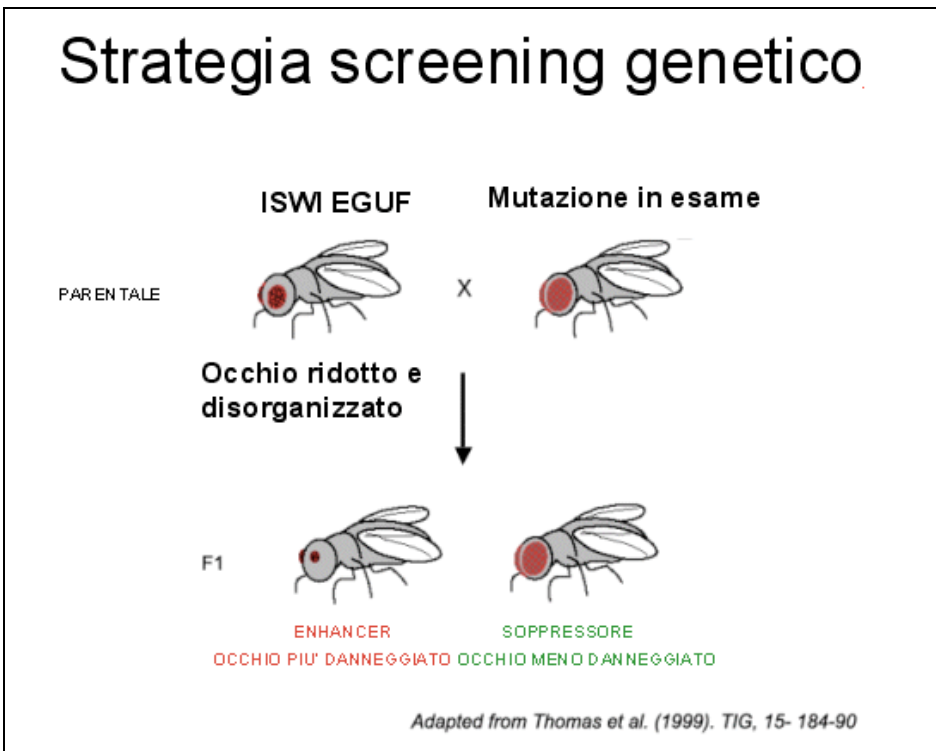 Strategia screening genetico
ISWI EGUF
Mutazione in esame
PARENTALE
X
Occhio ridotto e
disorganizzato
F1
ENHANCER
SOPPRESSORE
OCCHIO PIU' DANNEGGIATO
OCCHIO MENO DANNEGGIATO
Adapted from Thomas et al. (1999). TIG, 15- 184-90